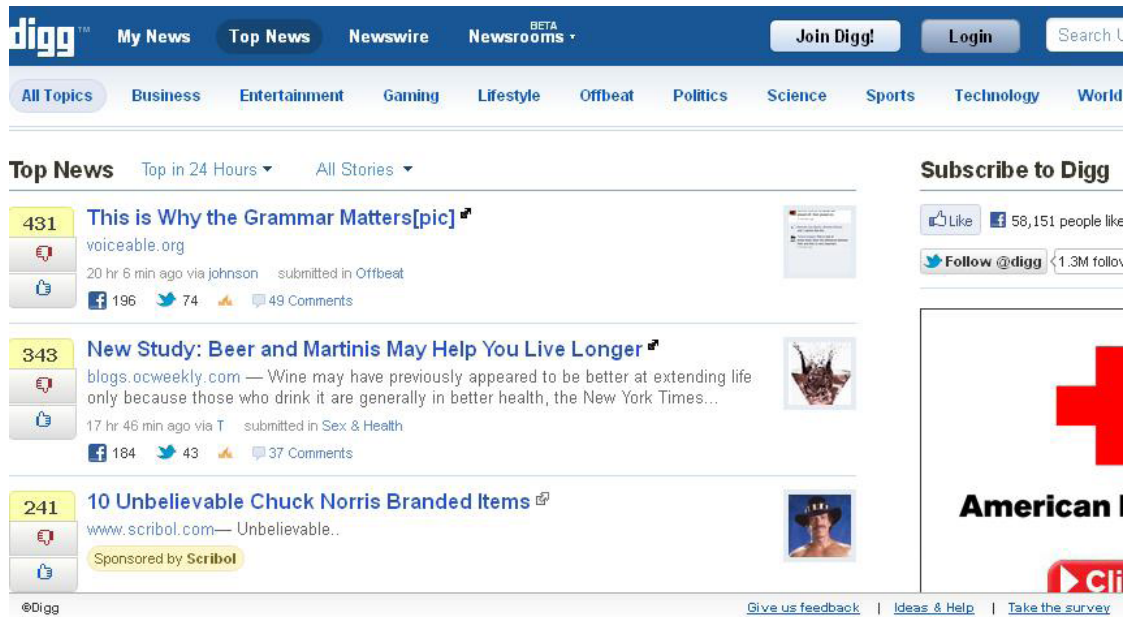 digg™ My News Top News Newswire Newsrooms BETA Join Digg! Login Search
All Topics Business Entertainment Gaming Lifestyle Offbeat Politics Science Sports Technology World
Top News Top in 24 Hours All Stories
431
This is Why the Grammar Matters[pic]
voiceable.org
20 hr 6 min ago via johnson submitted in Offbeat
196 74 49 Comments
343
New Study: Beer and Martinis May Help You Live Longer
blogs.ocweekly.com — Wine may have previously appeared to be better at extending life
only because those who drink it are generally in better health, the New York Times...
17 hr 46 min ago via T submitted in Sex & Health
184 43 37 Comments
241
10 Unbelievable Chuck Norris Branded Items
www.scribol.com— Unbelievable..
Sponsored by Scribol
Subscribe to Digg
Like 58,151 people like
Follow @digg 1.3M follov
American
Cli
©Digg Give us feedback | Ideas & Help | Take the survey